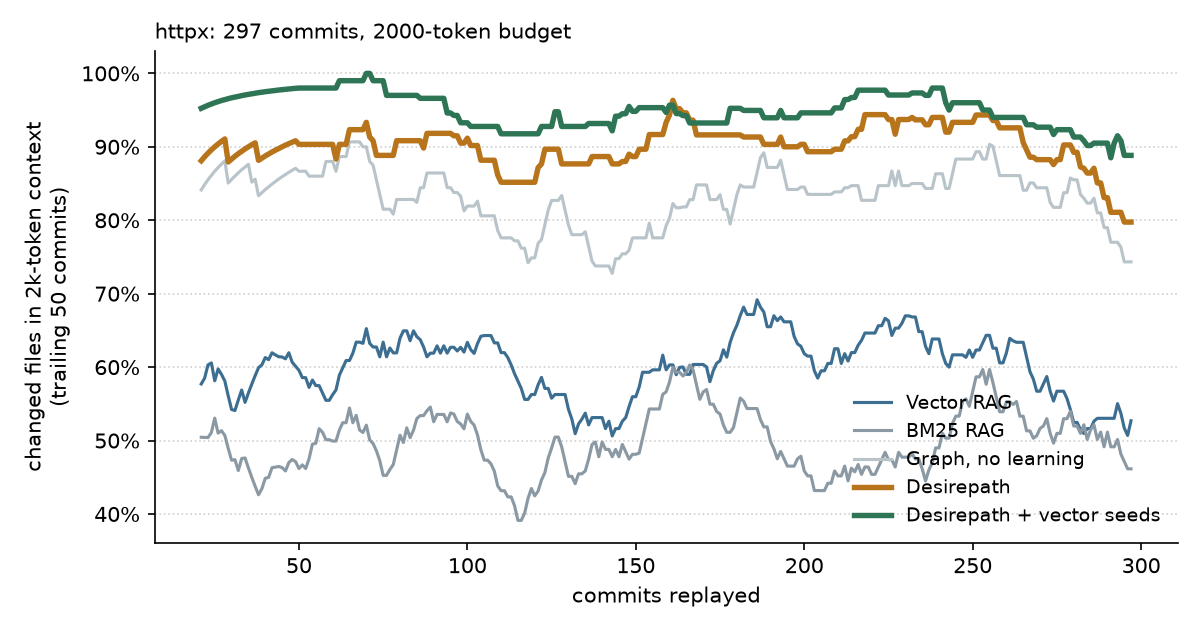 httpx: 297 commits, 2000-token budget
changed files in 2k-token context
(trailing 50 commits)
100%
90%
80%
70%
60%
50%
40%
Vector RAG
BM25 RAG
Graph, no learning
Desirepath
Desirepath + vector seeds
50
100
150
200
250
300
commits replayed